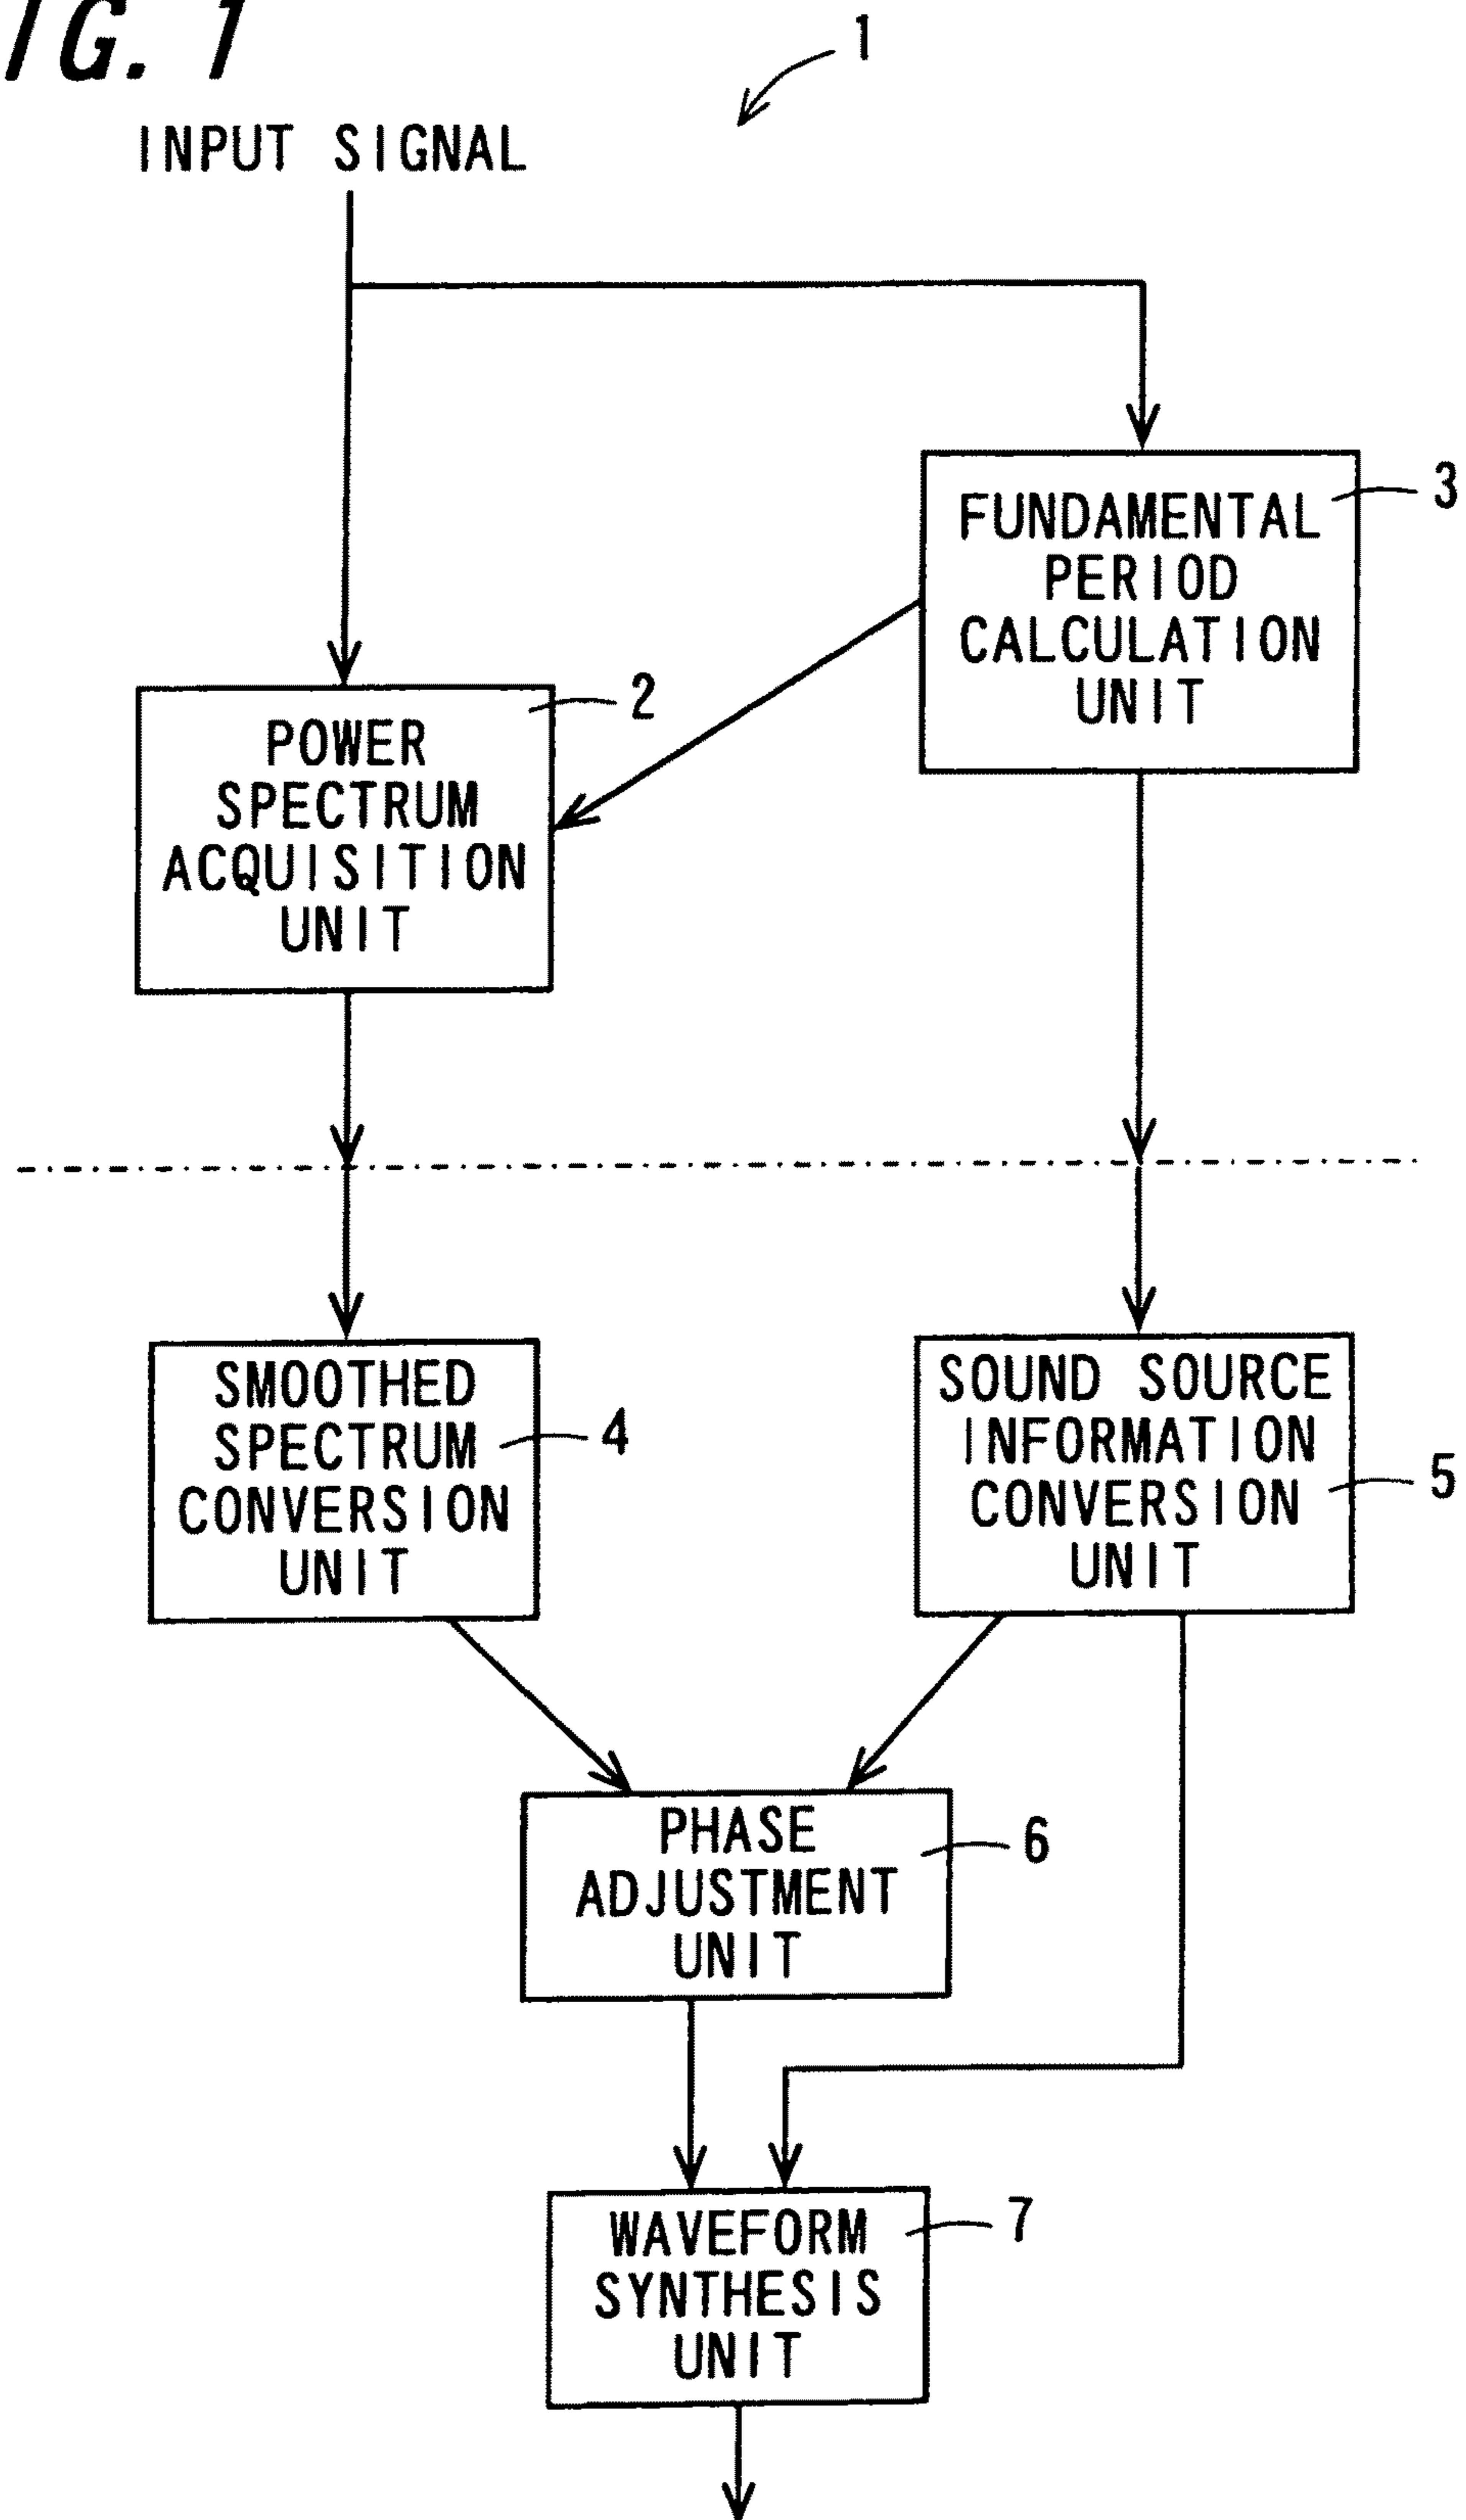 IG. 1
1
INPUT SIGNAL
3
FUNDAMENTAL
PERIOD
CALCULATION
UNIT
2
POWER
SPECTRUM
ACQUISITION
UNIT
SMOOTHED
SPECTRUM
CONVERSION
UNIT
4
SOUND SOURCE
INFORMATION
CONVERSION
UNIT
5
PHASE
ADJUSTMENT
UNIT
6
WAVEFORM
SYNTHESIS
UNIT
7